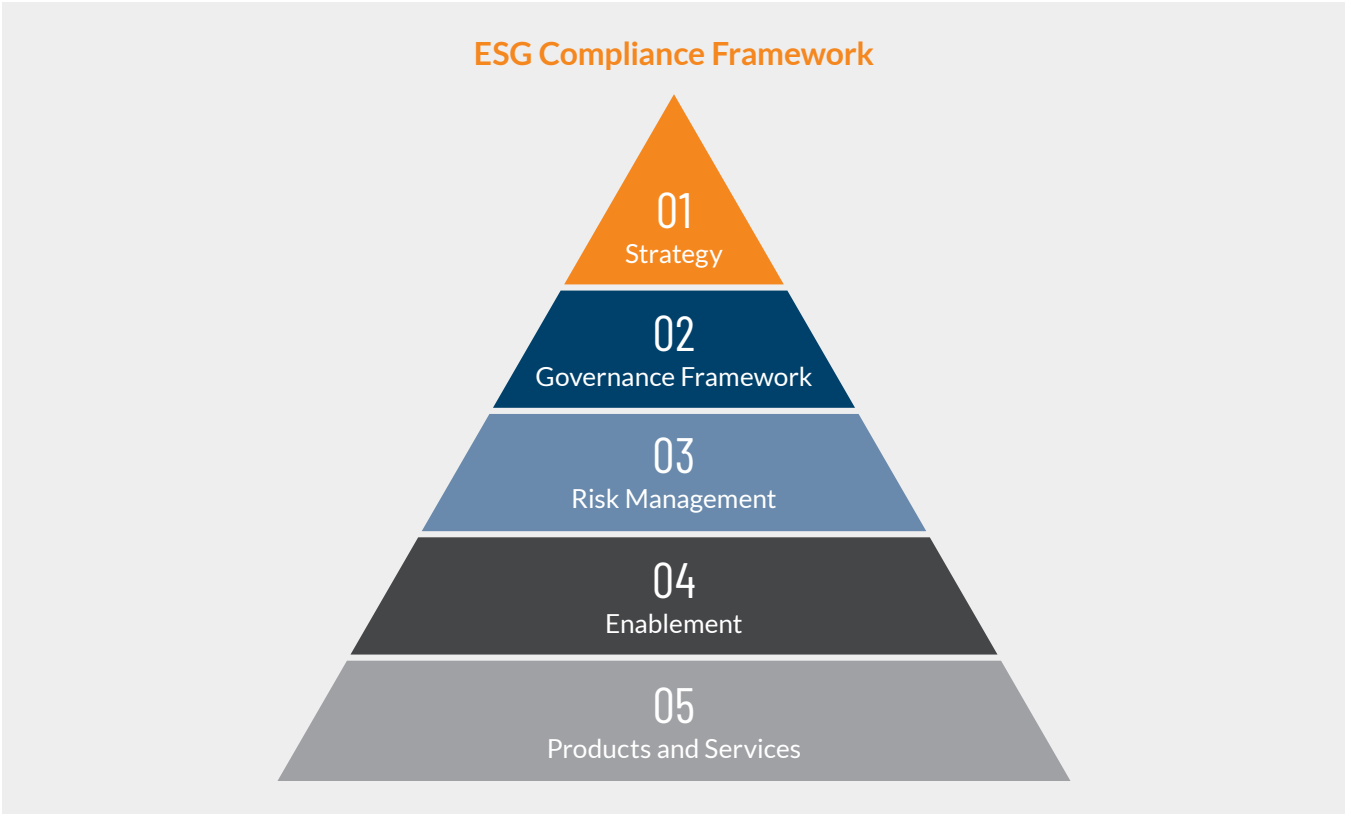 ESG Compliance Framework
01
Strategy
02
Governance Framework
03
Risk Management
04
Enablement
05
Products and Services